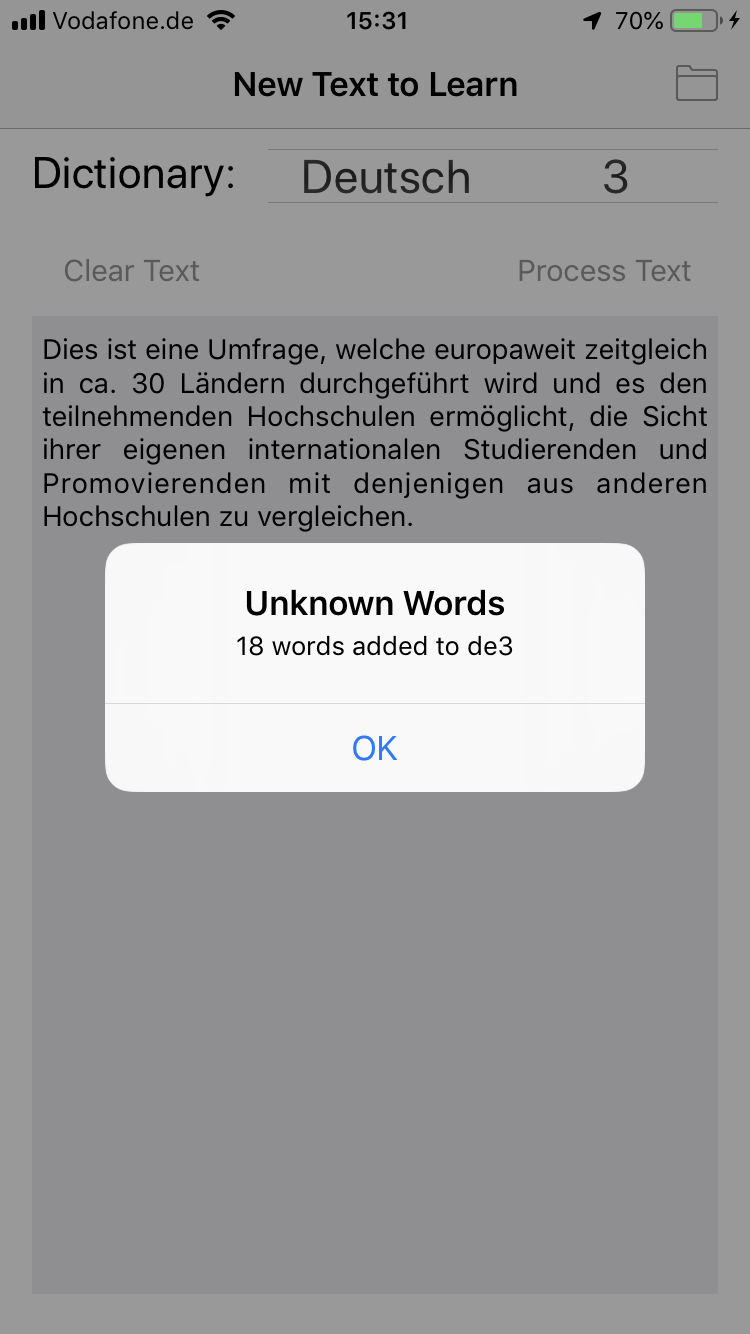 Vodafone.de 15:31 70%
New Text to Learn
Dictionary: Deutsch 3
Clear Text Process Text
Dies ist eine Umfrage, welche europaweit zeitgleich
in ca. 30 Ländern durchgeführt wird und es den
teilnehmenden Hochschulen ermöglicht, die Sicht
ihrer eigenen internationalen Studierenden und
Promovierenden mit denjenigen aus anderen
Hochschulen zu vergleichen.
Unknown Words
18 words added to de3
OK